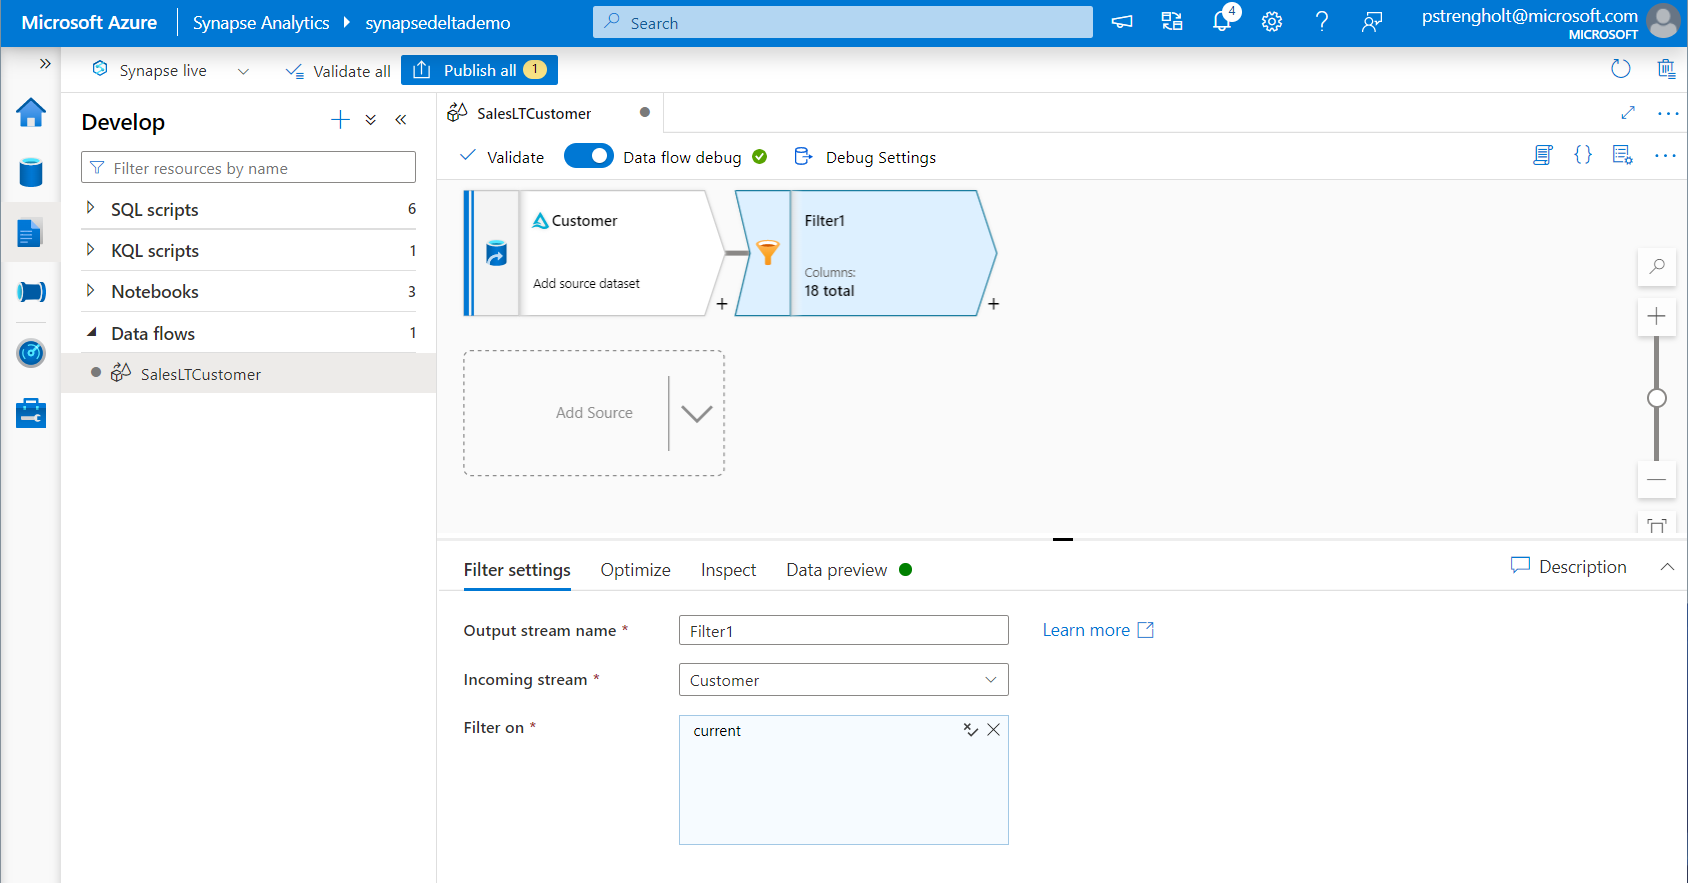 Microsoft Azure
Synapse Analytics
synapsedeltademo
Search
4
pstrengholt@microsoft.com
MICROSOFT
Synapse live
Validate all
Publish all 1
Develop
Filter resources by name
SQL scripts 6
KQL scripts 1
Notebooks 3
Data flows 1
SalesLTCustomer
SalesLTCustomer
Validate
Data flow debug
Debug Settings
Customer
Add source dataset
+
Filter1
Columns:
18 total
+
Add Source
Filter settings
Optimize
Inspect
Data preview
Description
Output stream name *
Filter1
Learn more
Incoming stream *
Customer
Filter on *
current